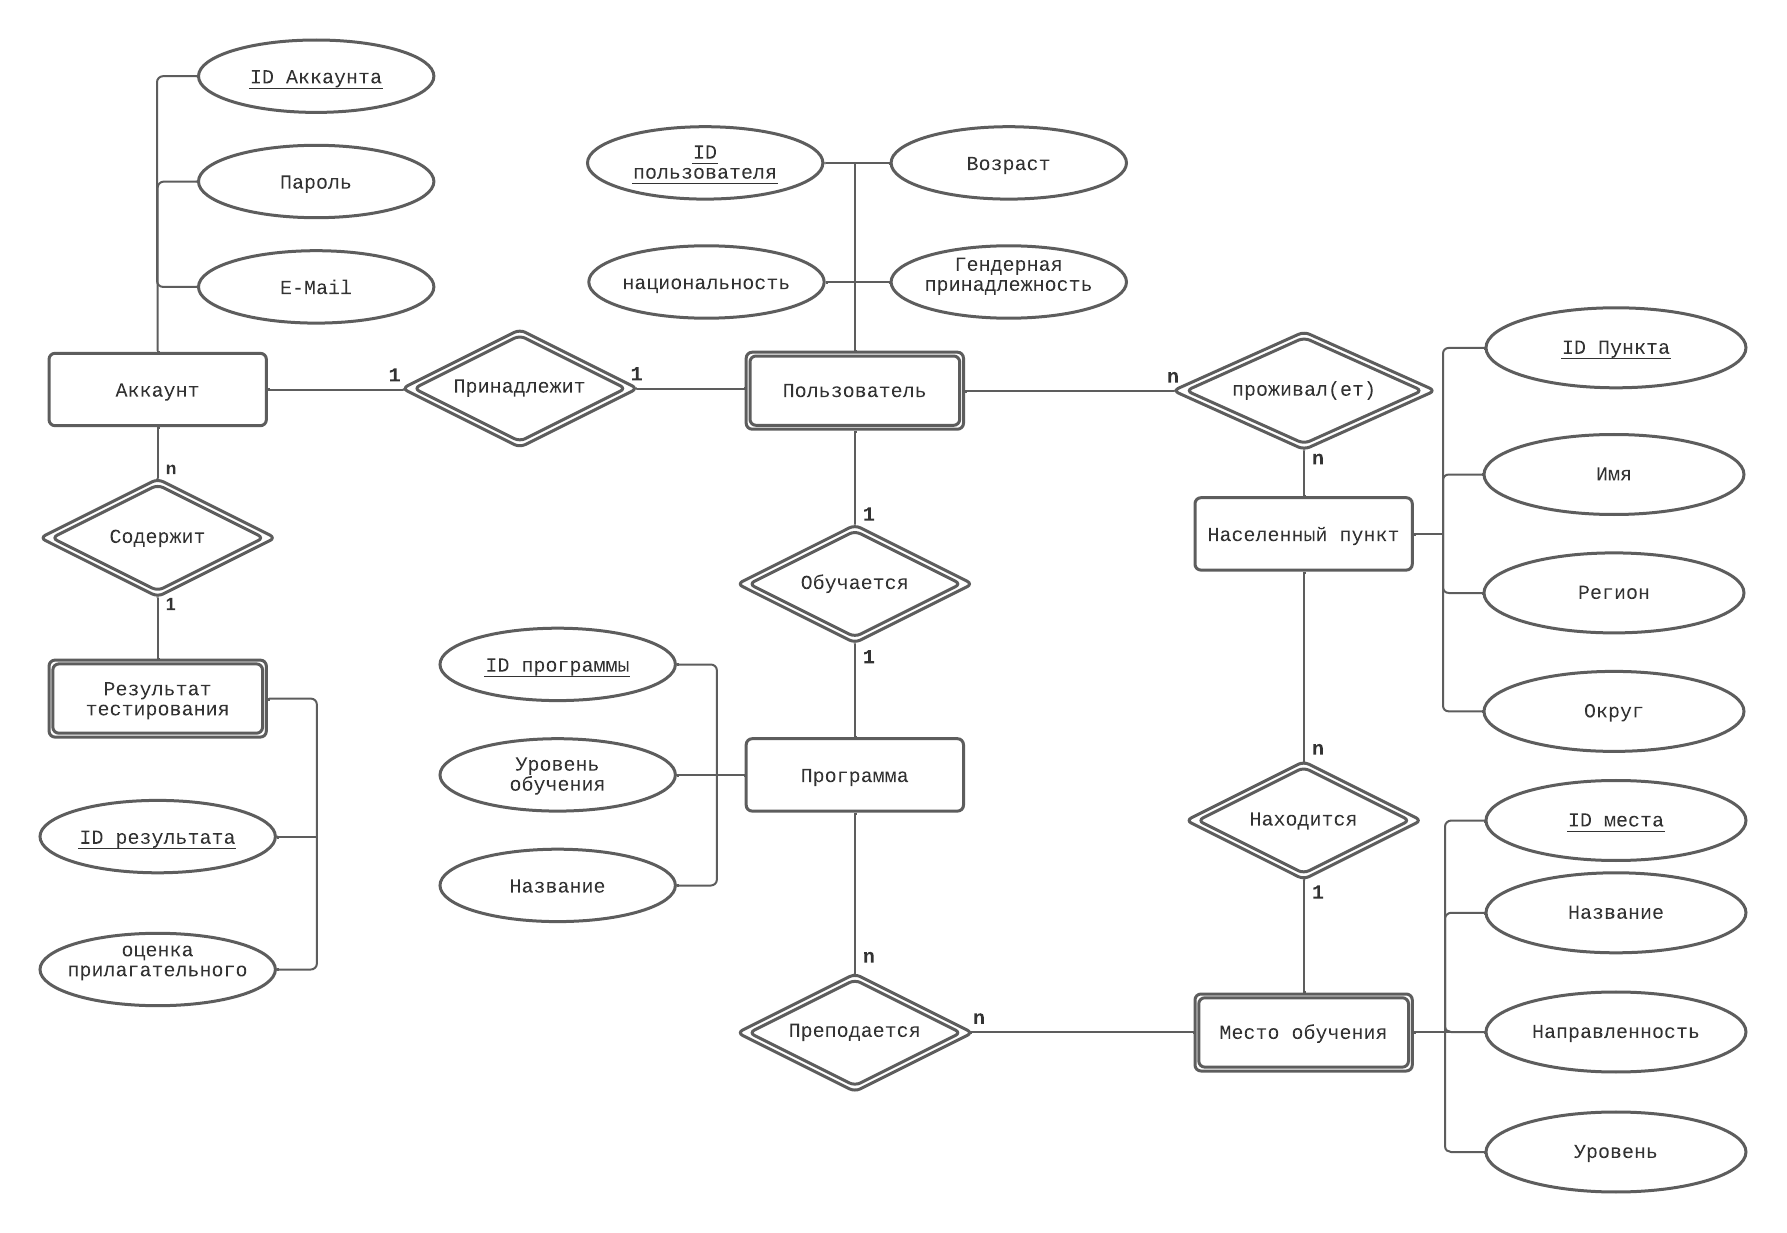 ID Аккаунта
Пароль
E-Mail
ID
пользователя
Возраст
национальность
Гендерная
принадлежность
Аккаунт
1
Принадлежит
1
Пользователь
n
проживал(ет)
n
ID Пункта
Имя
Населенный пункт
Регион
Округ
n
Содержит
1
Результат
тестирования
ID результата
оценка
прилагательного
1
Обучается
1
ID программы
Уровень
обучения
Программа
Название
n
Преподается
n
n
Находится
1
Место обучения
ID места
Название
Направленность
Уровень